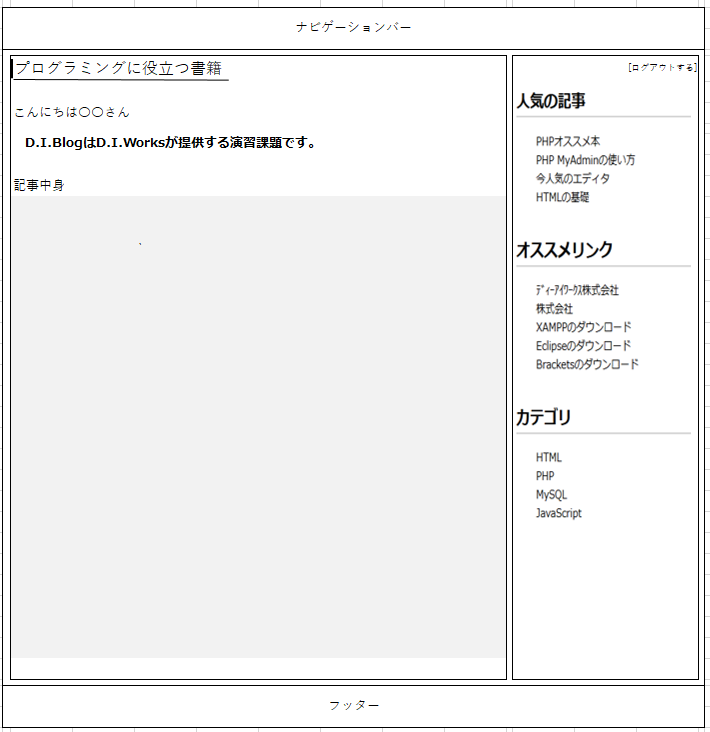 ナビゲーションバー
プログラミングに役立つ書籍
こんにちは〇〇さん
D.I.BlogはD.I.Worksが提供する演習課題です。
記事中身
[ログアウトする]
人気の記事
PHPオススメ本
PHP MyAdminの使い方
今人気のエディタ
HTMLの基礎
オススメリンク
ﾃﾞｨｰｱｲﾜｰｸｽ株式会社
株式会社
XAMPPのダウンロード
Eclipseのダウンロード
Bracketsのダウンロード
カテゴリ
HTML
PHP
MySQL
JavaScript
フッター